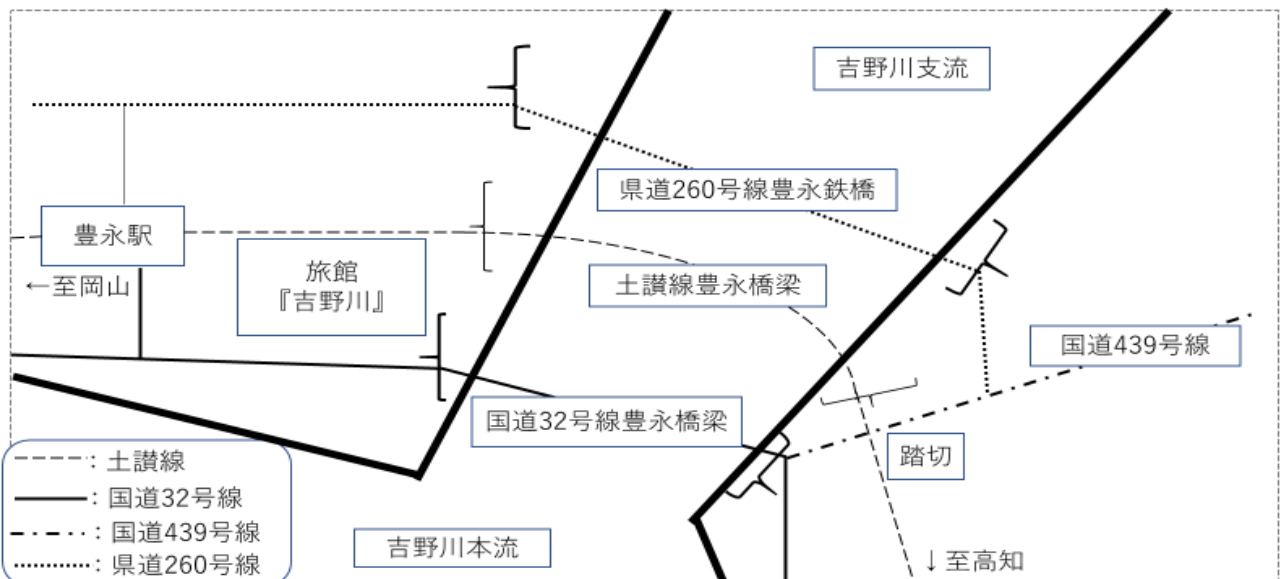 吉野川支流
県道260号線豊永鉄橋
豊永駅
旅館
『吉野川』
←至岡山
土讃線豊永橋梁
国道439号線
国道32号線豊永橋梁
踏切
：土讃線
：国道32号線
：国道439号線
：県道260号線
吉野川本流
↓至高知